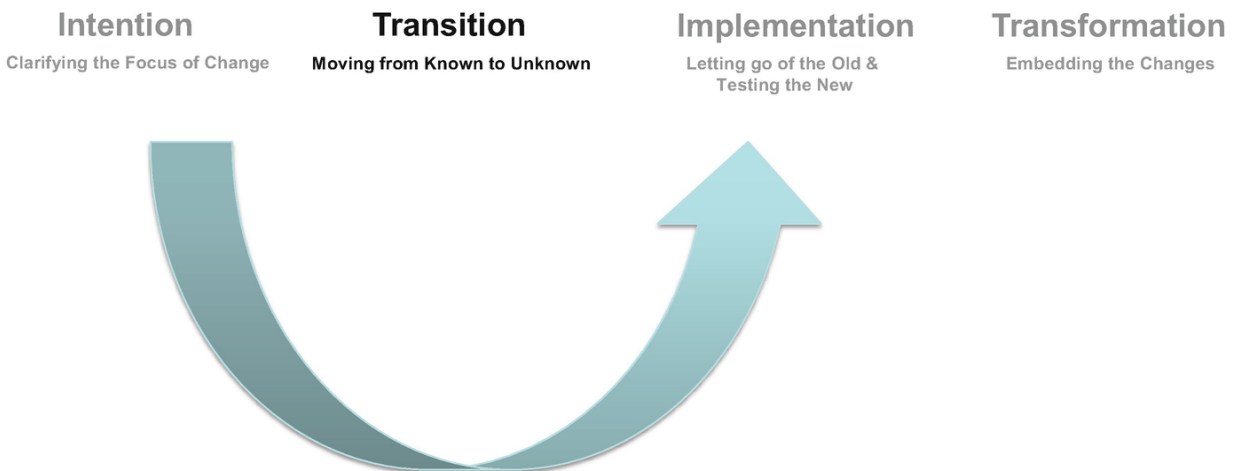 Intention
Clarifying the Focus of Change
Transition
Moving from Known to Unknown
Implementation
Letting go of the Old &
Testing the New
Transformation
Embedding the Changes